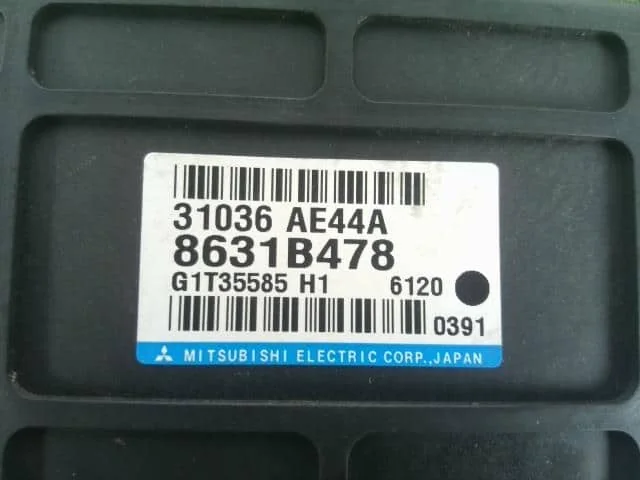 31036 AE44A
8631B478
G1T35585 H1 6120
0391
MITSUBISHI ELECTRIC CORP.,JAPAN